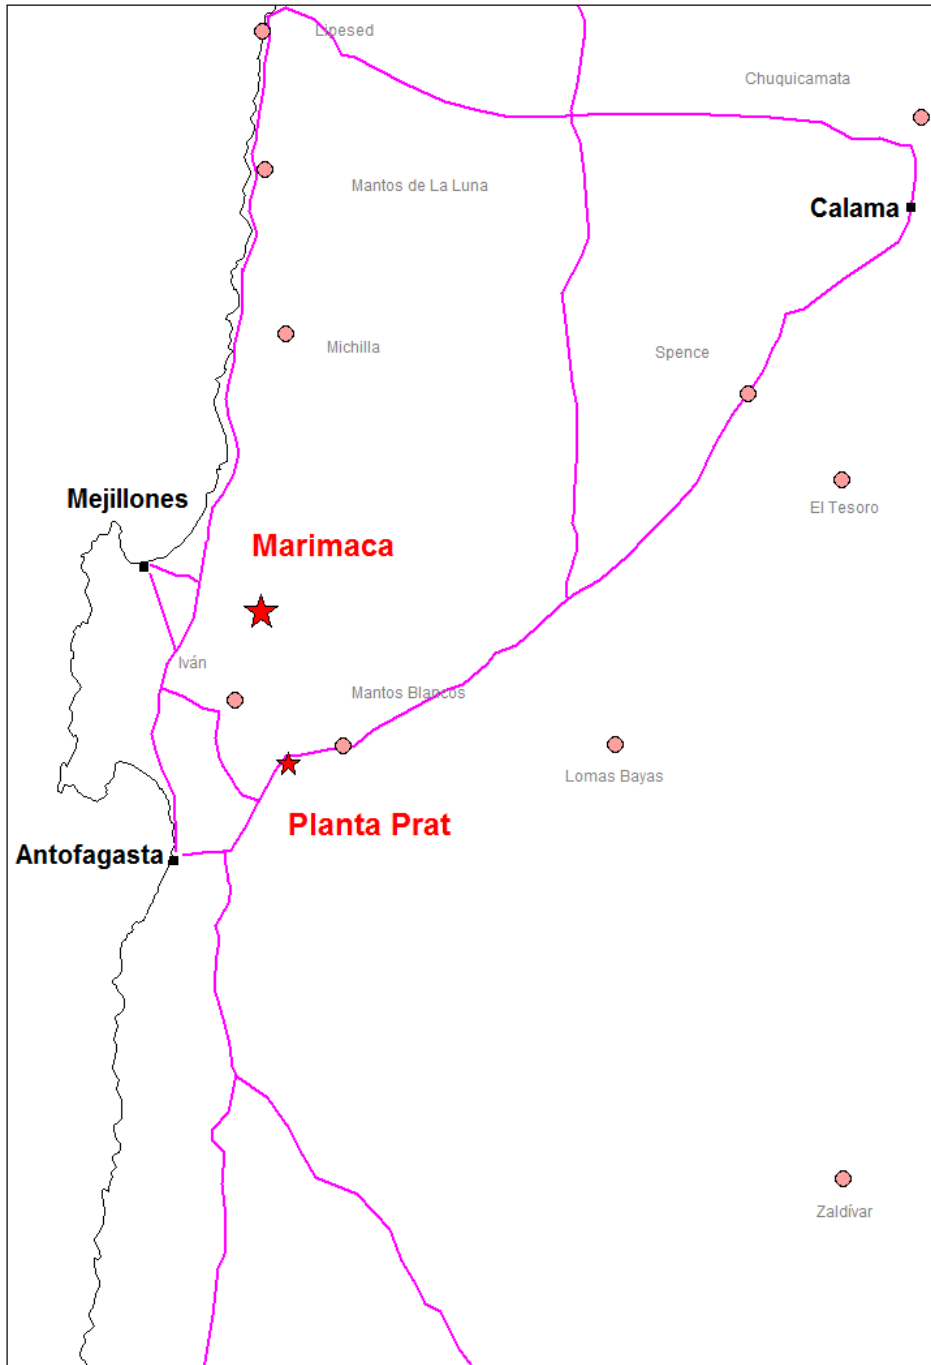 Lipesed
Chuquicamata
Mantos de La Luna
Calama
Michilla
Spence
Mejillones
El Tesoro
Marimaca
Iván
Mantos Blancos
Lomas Bayas
Planta Prat
Antofagasta
Zaldívar